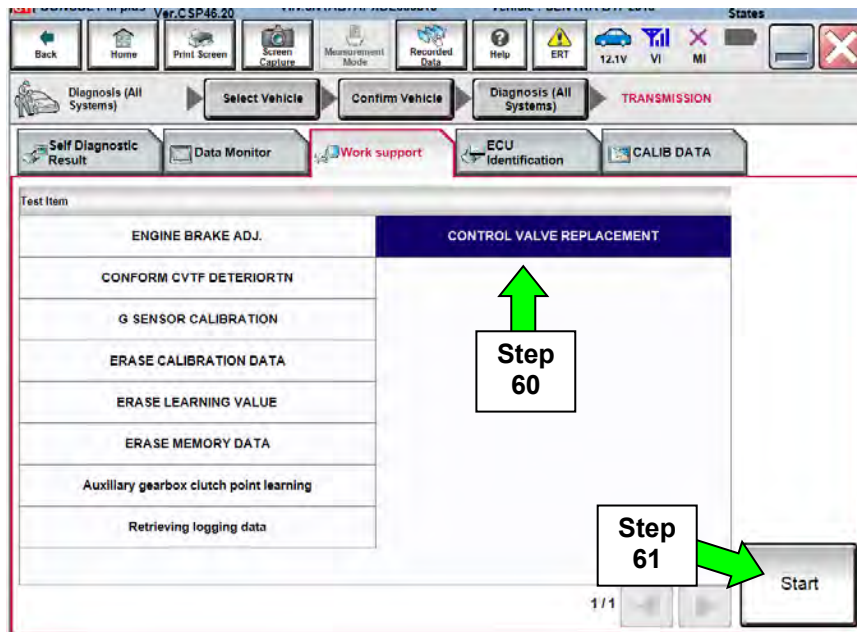 Ver.CSP46.20
States
Back
Home
Print Screen
Screen
Capture
Measurement
Mode
Recorded
Data
Help
ERT
12.1V
VI
MI
Diagnosis (All
Systems)
Select Vehicle
Confirm Vehicle
Diagnosis (All
Systems)
TRANSMISSION
Self Diagnostic
Result
Data Monitor
Work support
ECU
Identification
CALIB DATA
Test Item
ENGINE BRAKE ADJ.
CONTROL VALVE REPLACEMENT
CONFORM CVTF DETERIORTN
G SENSOR CALIBRATION
ERASE CALIBRATION DATA
ERASE LEARNING VALUE
ERASE MEMORY DATA
Auxiliary gearbox clutch point learning
Retrieving logging data
Step
60
Step
61
Start
1/1